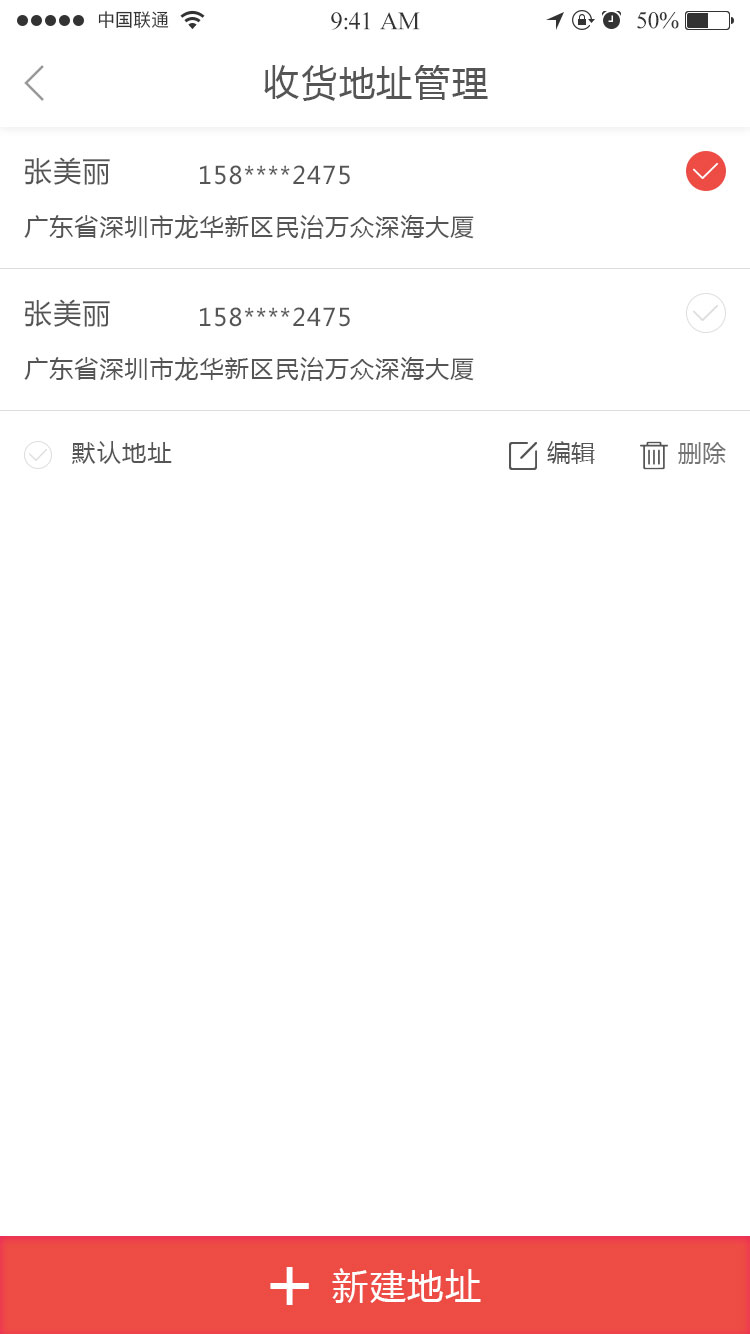 中国联通 9:41 AM 50%
收货地址管理
张美丽 158****2475
广东省深圳市龙华新区民治万众深海大厦
张美丽 158****2475
广东省深圳市龙华新区民治万众深海大厦
默认地址 编辑 删除
新建地址